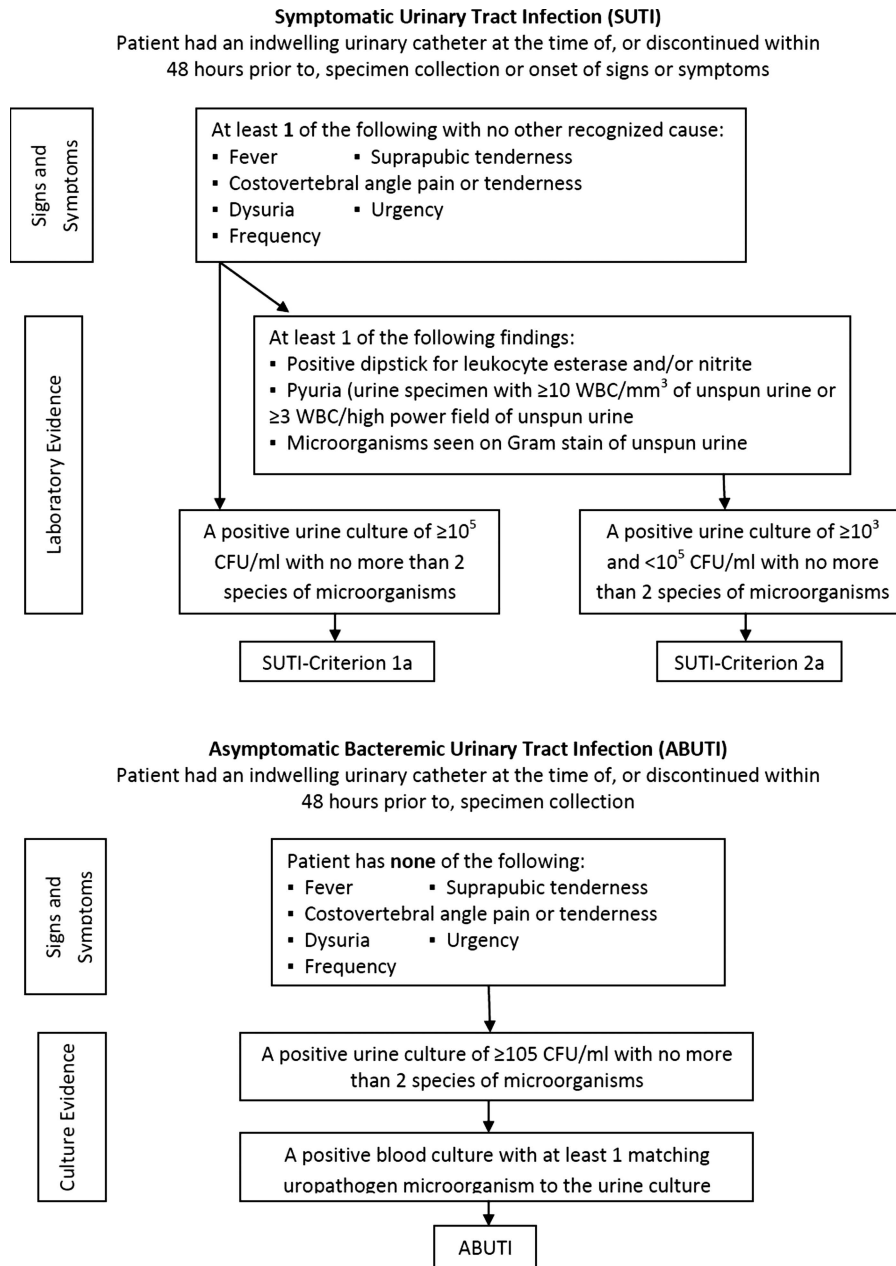 Symptomatic Urinary Tract Infection (SUTI)
Patient had an indwelling urinary catheter at the time of, or discontinued within
48 hours prior to, specimen collection or onset of signs or symptoms
Signs and
Symptoms
At least 1 of the following with no other recognized cause:
▪ Fever ▪ Suprapubic tenderness
▪ Costovertebral angle pain or tenderness
▪ Dysuria ▪ Urgency
▪ Frequency
Laboratory Evidence
At least 1 of the following findings:
▪ Positive dipstick for leukocyte esterase and/or nitrite
▪ Pyuria (urine specimen with ≥10 WBC/mm³ of unspun urine or
≥3 WBC/high power field of unspun urine
▪ Microorganisms seen on Gram stain of unspun urine
A positive urine culture of ≥10⁵
CFU/ml with no more than 2
species of microorganisms
A positive urine culture of ≥10³
and <10⁵ CFU/ml with no more
than 2 species of microorganisms
SUTI-Criterion 1a
SUTI-Criterion 2a
Asymptomatic Bacteremic Urinary Tract Infection (ABUTI)
Patient had an indwelling urinary catheter at the time of, or discontinued within
48 hours prior to, specimen collection
Signs and
Symptoms
Patient has none of the following:
▪ Fever ▪ Suprapubic tenderness
▪ Costovertebral angle pain or tenderness
▪ Dysuria ▪ Urgency
▪ Frequency
Culture Evidence
A positive urine culture of ≥105 CFU/ml with no more
than 2 species of microorganisms
A positive blood culture with at least 1 matching
uropathogen microorganism to the urine culture
ABUTI